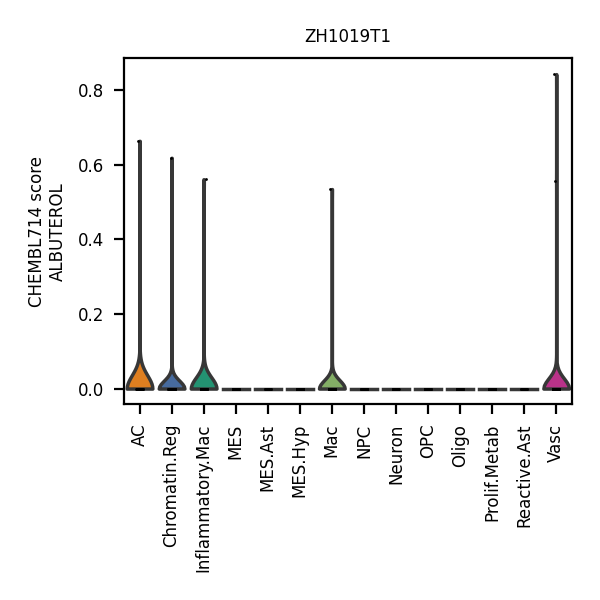 ZH1019T1
CHEMBL714 score
ALBUTEROL
0.8
0.6
0.4
0.2
0.0
AC
Chromatin.Reg
Inflammatory.Mac
MES
MES.Ast
MES.Hyp
Mac
NPC
Neuron
OPC
Oligo
Prolif.Metab
Reactive.Ast
Vasc